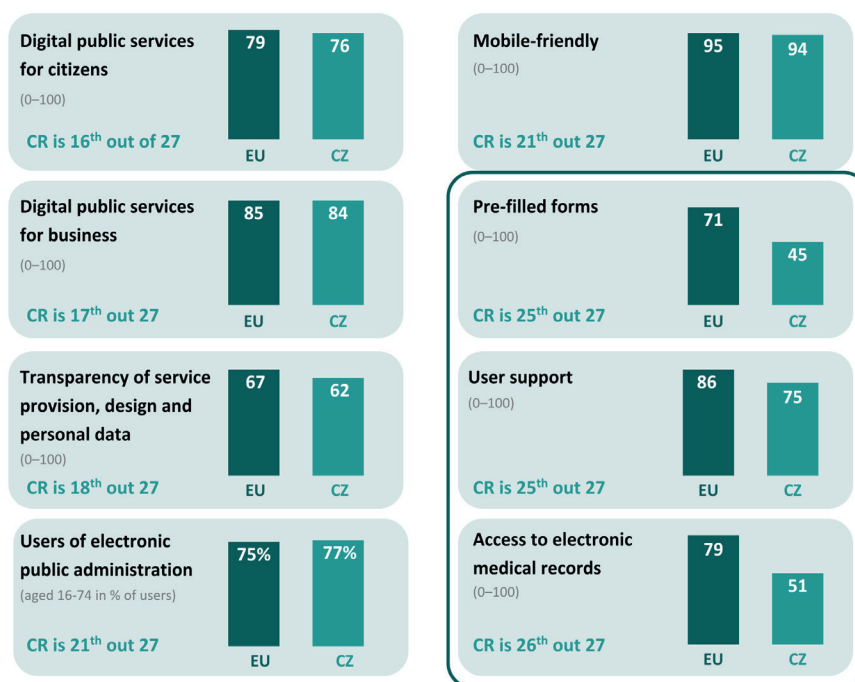 Digital public services
for citizens
(0–100)
CR is 16th out of 27
79
76
EU
CZ
Digital public services
for business
(0–100)
CR is 17th out 27
85
84
EU
CZ
Transparency of service
provision, design and
personal data
(0–100)
CR is 18th out 27
67
62
EU
CZ
Users of electronic
public administration
(aged 16-74 in % of users)
CR is 21th out 27
75%
77%
EU
CZ
Mobile-friendly
(0–100)
CR is 21th out 27
95
94
EU
CZ
Pre-filled forms
(0–100)
CR is 25th out 27
71
45
EU
CZ
User support
(0–100)
CR is 25th out 27
86
75
EU
CZ
Access to electronic
medical records
(0–100)
CR is 26th out 27
79
51
EU
CZ